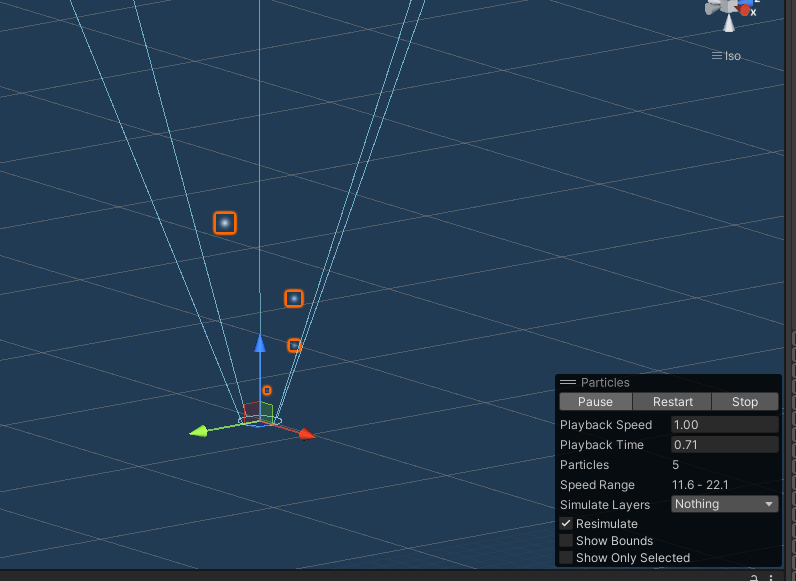 x
Iso
Particles
Pause Restart Stop
Playback Speed 1.00
Playback Time 0.71
Particles 5
Speed Range 11.6 - 22.1
Simulate Layers Nothing
Resimulate
Show Bounds
Show Only Selected